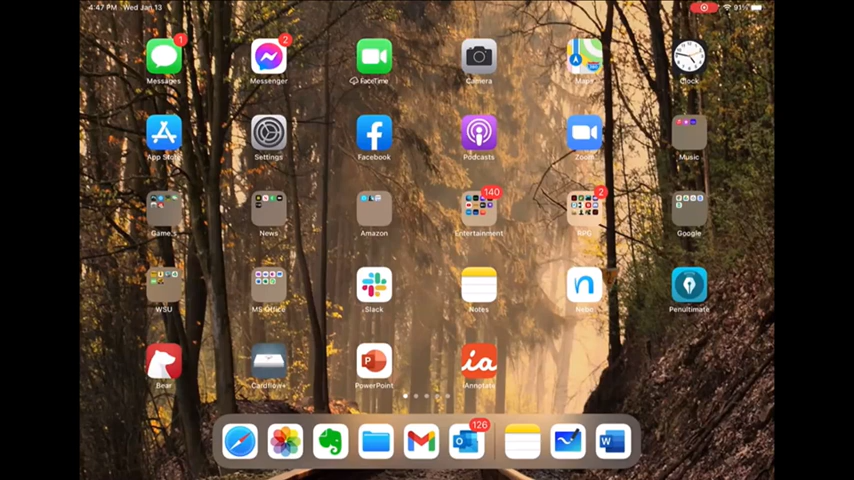 4:47 PM Wed Jan 13
91%
1
2
Messages
Messenger
FaceTime
Camera
Maps
Clock
App Store
Settings
Facebook
Podcasts
Zoom
Music
140
2
Games
News
Amazon
Entertainment
RPG
Google
WSU
MS Office
Slack
Notes
Nebo
Penultimate
Bear
Cardflow+
PowerPoint
iAnnotate
126